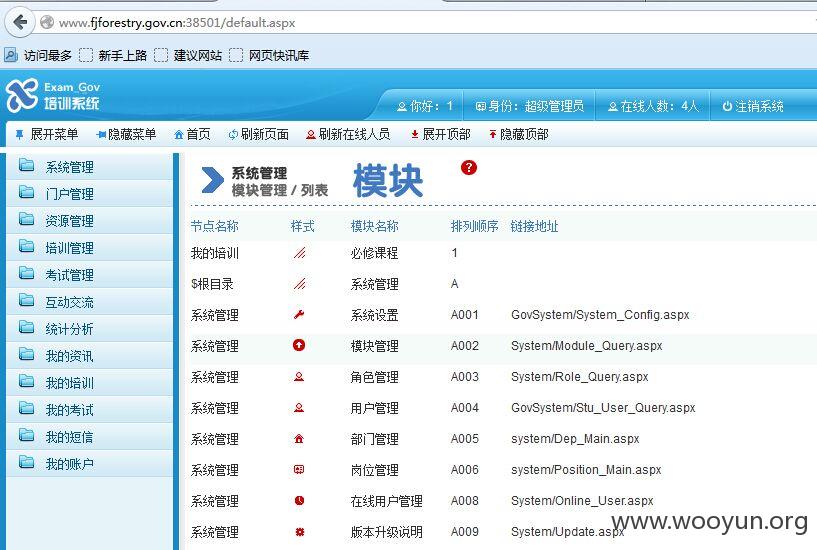 www.fjforestry.gov.cn:38501/default.aspx
访问最多 新手上路 建议网站 网页快讯库
Exam_Gov
培训系统
你好：1 身份：超级管理员 在线人数：4人 注销系统
展开菜单 隐藏菜单 首页 刷新页面 刷新在线人员 展开顶部 隐藏顶部
系统管理
门户管理
资源管理
培训管理
考试管理
互动交流
统计分析
我的资讯
我的培训
我的考试
我的短信
我的账户
系统管理
模块管理 / 列表
模块
?
节点名称 样式 模块名称 排列顺序 链接地址
我的培训 必修课程 1
$根目录 系统管理 A
系统管理 系统设置 A001 GovSystem/System_Config.aspx
系统管理 模块管理 A002 System/Module_Query.aspx
系统管理 角色管理 A003 System/Role_Query.aspx
系统管理 用户管理 A004 GovSystem/Stu_User_Query.aspx
系统管理 部门管理 A005 system/Dep_Main.aspx
系统管理 岗位管理 A006 system/Position_Main.aspx
系统管理 在线用户管理 A008 System/Online_User.aspx
系统管理 版本升级说明 A009 System/Update.aspx
www.wooyun.org